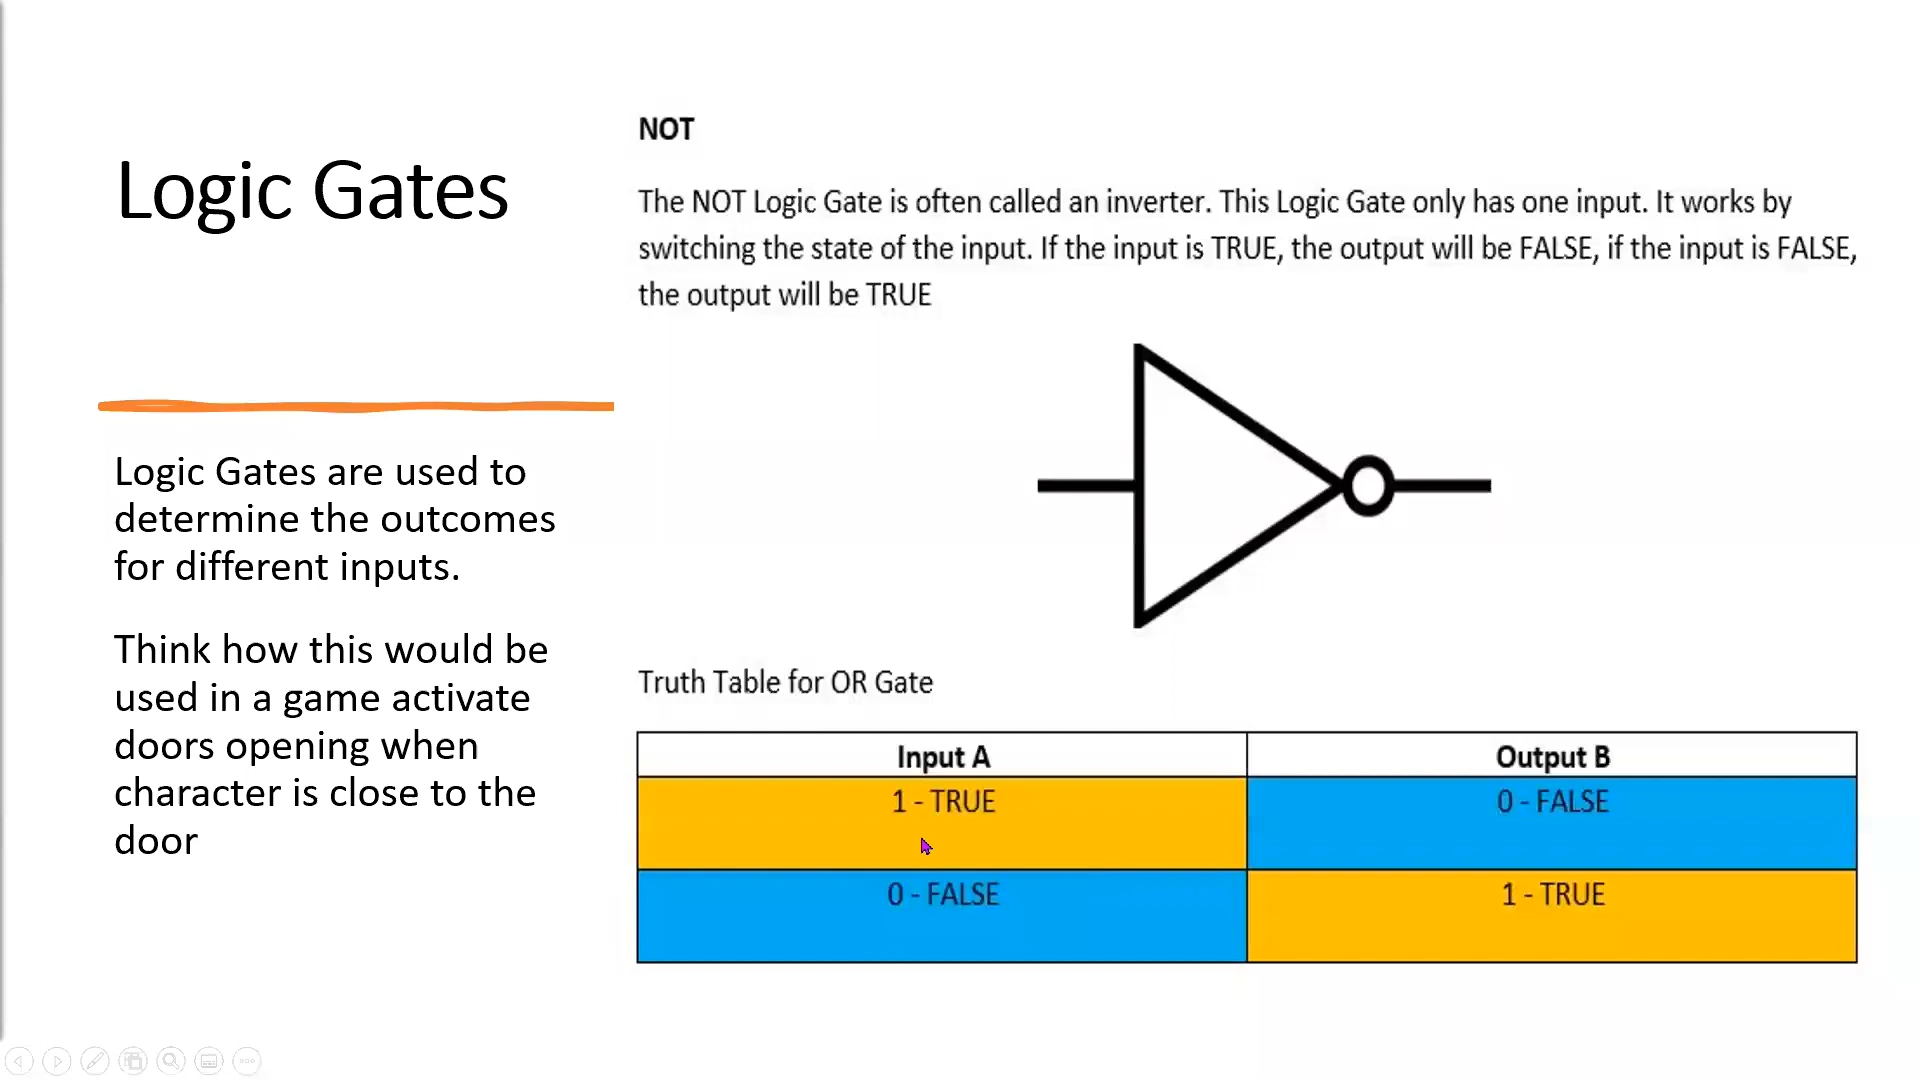 Logic Gates
Logic Gates are used to
determine the outcomes
for different inputs.
Think how this would be
used in a game activate
doors opening when
character is close to the
door
NOT
The NOT Logic Gate is often called an inverter. This Logic Gate only has one input. It works by
switching the state of the input. If the input is TRUE, the output will be FALSE, if the input is FALSE,
the output will be TRUE
Truth Table for OR Gate
Input A Output B
1 - TRUE 0 - FALSE
0 - FALSE 1 - TRUE